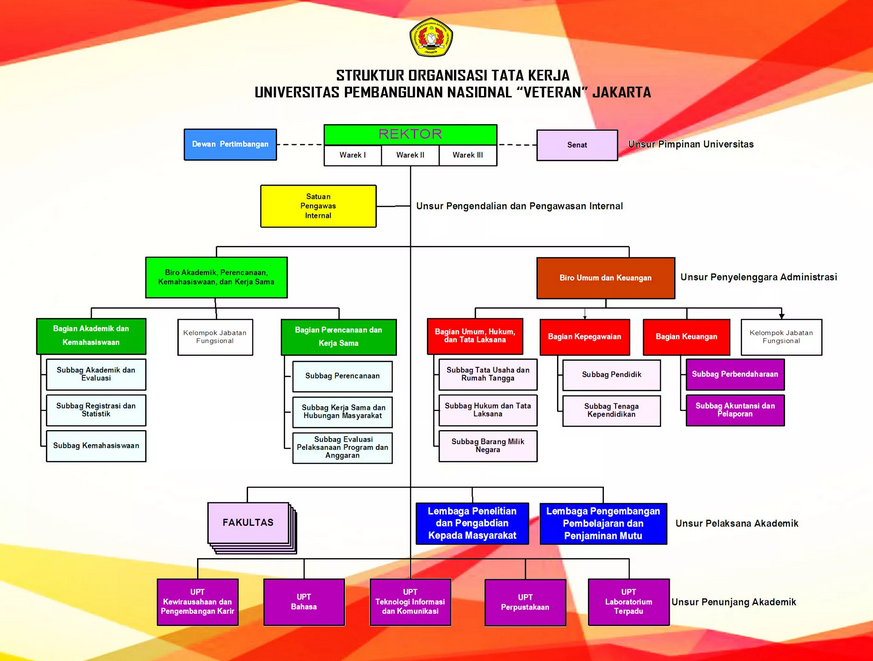 STRUKTUR ORGANISASI TATA KERJA
UNIVERSITAS PEMBANGUNAN NASIONAL “VETERAN” JAKARTA
REKTOR
Dewan Pertimbangan
Warek I
Warek II
Warek III
Senat
Unsur Pimpinan Universitas
Satuan
Pengawas
Internal
Unsur Pengendalian dan Pengawasan Internal
Biro Akademik, Perencanaan,
Kemahasiswaan, dan Kerja Sama
Biro Umum dan Keuangan
Unsur Penyelenggara Administrasi
Bagian Akademik dan
Kemahasiswaan
Kelompok Jabatan
Fungsional
Bagian Perencanaan dan
Kerja Sama
Bagian Umum, Hukum,
dan Tata Laksana
Bagian Kepegawaian
Bagian Keuangan
Kelompok Jabatan
Fungsional
Subbag Akademik dan
Evaluasi
Subbag Perencanaan
Subbag Tata Usaha dan
Rumah Tangga
Subbag Pendidik
Subbag Perbendaharaan
Subbag Registrasi dan
Statistik
Subbag Kerja Sama dan
Hubungan Masyarakat
Subbag Hukum dan Tata
Laksana
Subbag Tenaga
Kependidikan
Subbag Akuntansi dan
Pelaporan
Subbag Kemahasiswaan
Subbag Evaluasi
Pelaksanaan Program dan
Anggaran
Subbag Barang Milik
Negara
FAKULTAS
Lembaga Penelitian
dan Pengabdian
Kepada Masyarakat
Lembaga Pengembangan
Pembelajaran dan
Penjaminan Mutu
Unsur Pelaksana Akademik
UPT
Kewirausahaan dan
Pengembangan Karir
UPT
Bahasa
UPT
Teknologi Informasi
dan Komunikasi
UPT
Perpustakaan
UPT
Laboratorium
Terpadu
Unsur Penunjang Akademik